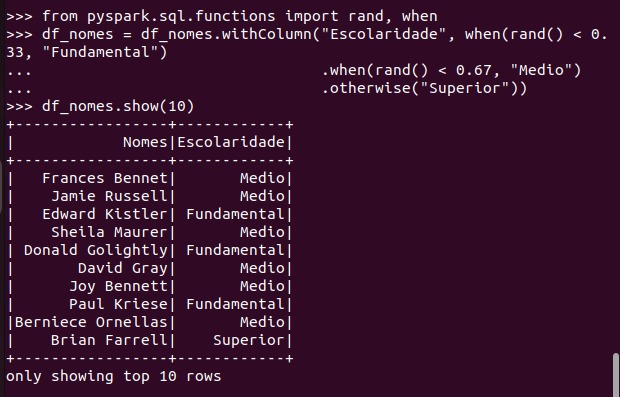 >>> from pyspark.sql.functions import rand, when
>>> df_nomes = df_nomes.withColumn("Escolaridade", when(rand() < 0.
33, "Fundamental")
...                                   .when(rand() < 0.67, "Medio")
...                                   .otherwise("Superior"))
>>> df_nomes.show(10)
+-----------------+------------+
|            Nomes|Escolaridade|
+-----------------+------------+
|   Frances Bennet|       Medio|
|    Jamie Russell|       Medio|
|   Edward Kistler| Fundamental|
|    Sheila Maurer|       Medio|
| Donald Golightly| Fundamental|
|       David Gray|       Medio|
|      Joy Bennett|       Medio|
|      Paul Kriese| Fundamental|
|Berniece Ornellas|       Medio|
|    Brian Farrell|    Superior|
+-----------------+------------+
only showing top 10 rows